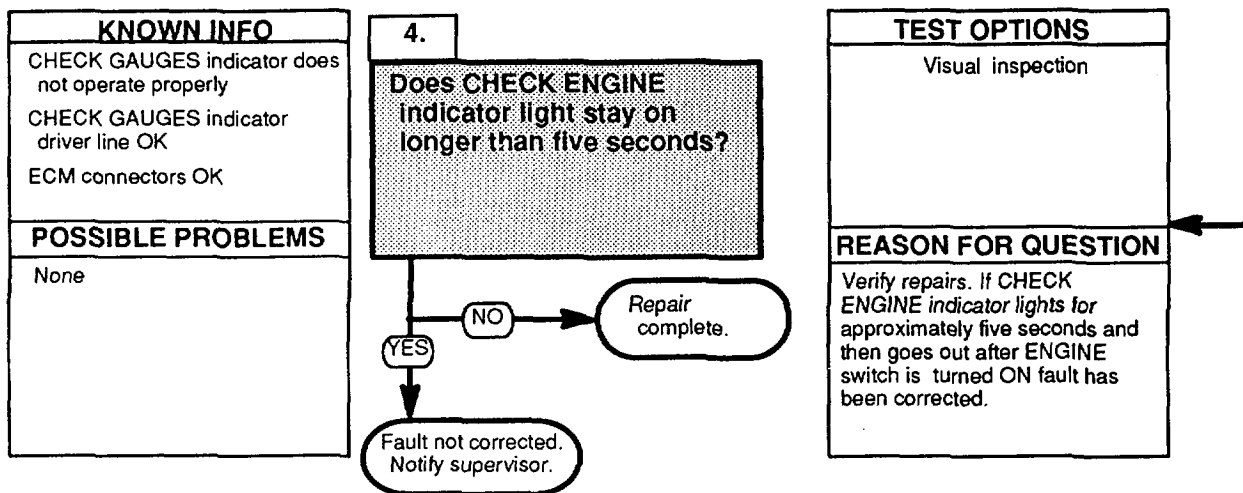 KNOWN INFO
CHECK GAUGES indicator does
not operate properly
CHECK GAUGES indicator
driver line OK
ECM connectors OK
POSSIBLE PROBLEMS
None
4.
Does CHECK ENGINE
indicator light stay on
longer than five seconds?
NO
Repair
complete.
YES
Fault not corrected.
Notify supervisor.
TEST OPTIONS
Visual inspection
REASON FOR QUESTION
Verify repairs. If CHECK
ENGINE indicator lights for
approximately five seconds and
then goes out after ENGINE
switch is turned ON fault has
been corrected.